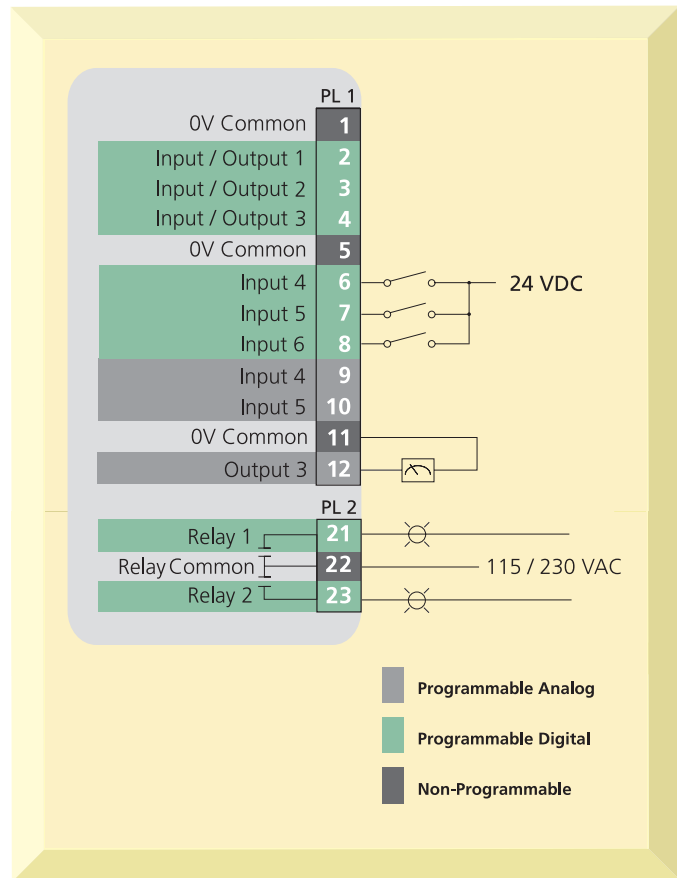 PL 1
0V Common 1
Input / Output 1 2
Input / Output 2 3
Input / Output 3 4
0V Common 5
Input 4 6 24 VDC
Input 5 7
Input 6 8
Input 4 9
Input 5 10
0V Common 11
Output 3 12
PL 2
Relay 1 21
Relay Common 22 115 / 230 VAC
Relay 2 23
Programmable Analog
Programmable Digital
Non-Programmable